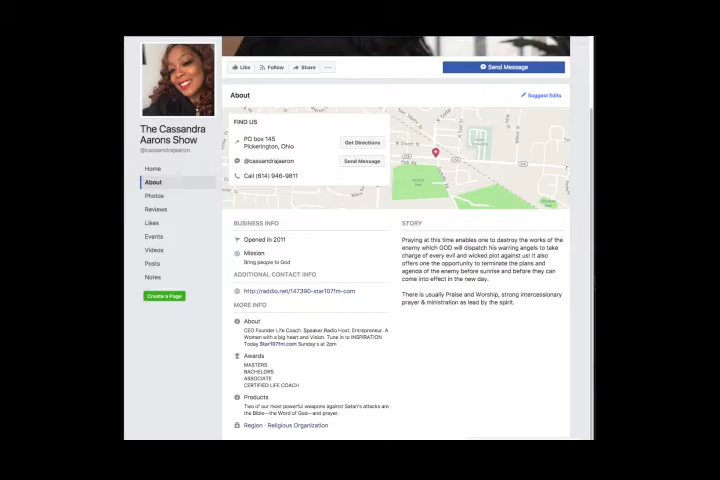 Like
Follow
Share
Send Message
The Cassandra
Aarons Show
@cassandrajaaron
Home
About
Photos
Reviews
Likes
Events
Videos
Posts
Notes
Create a Page
About
Suggest Edits
FIND US
PO box 145
Pickerington, Ohio
Get Directions
@cassandrajaaron
Send Message
Call (614) 946-9811
BUSINESS INFO
Opened in 2011
Mission
Bring people to God
ADDITIONAL CONTACT INFO
http://raddio.net/147390-star107fm-com
MORE INFO
About
CEO Founder Life Coach. Speaker.Radio Host. Entrepreneur. A
Women with a big heart and Vision. Tune in to INSPIRATION
Today Star107fm.com Sunday's at 2pm
Awards
MASTERS
BACHELORS
ASSOCIATE
CERTIFIED LIFE COACH
Products
Two of our most powerful weapons against Satan's attacks are
the Bible—the Word of God—and prayer.
Region · Religious Organization
STORY
Praying at this time enables one to destroy the works of the
enemy which GOD will dispatch his warring angels to take
charge of every evil and wicked plot against us! It also
offers one the opportunity to terminate the plans and
agenda of the enemy before sunrise and before they can
come into effect in the new day.
There is usually Praise and Worship, strong intercessionary
prayer & ministration as lead by the spirit.